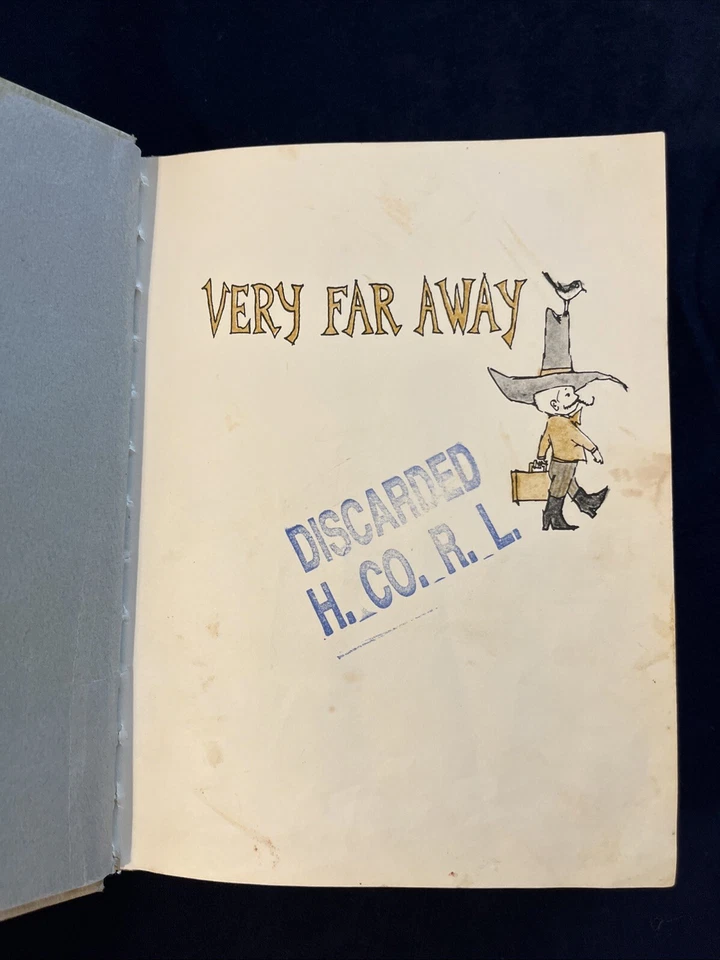 VERY FAR AWAY
DISCARDED
H. CO. R. L.